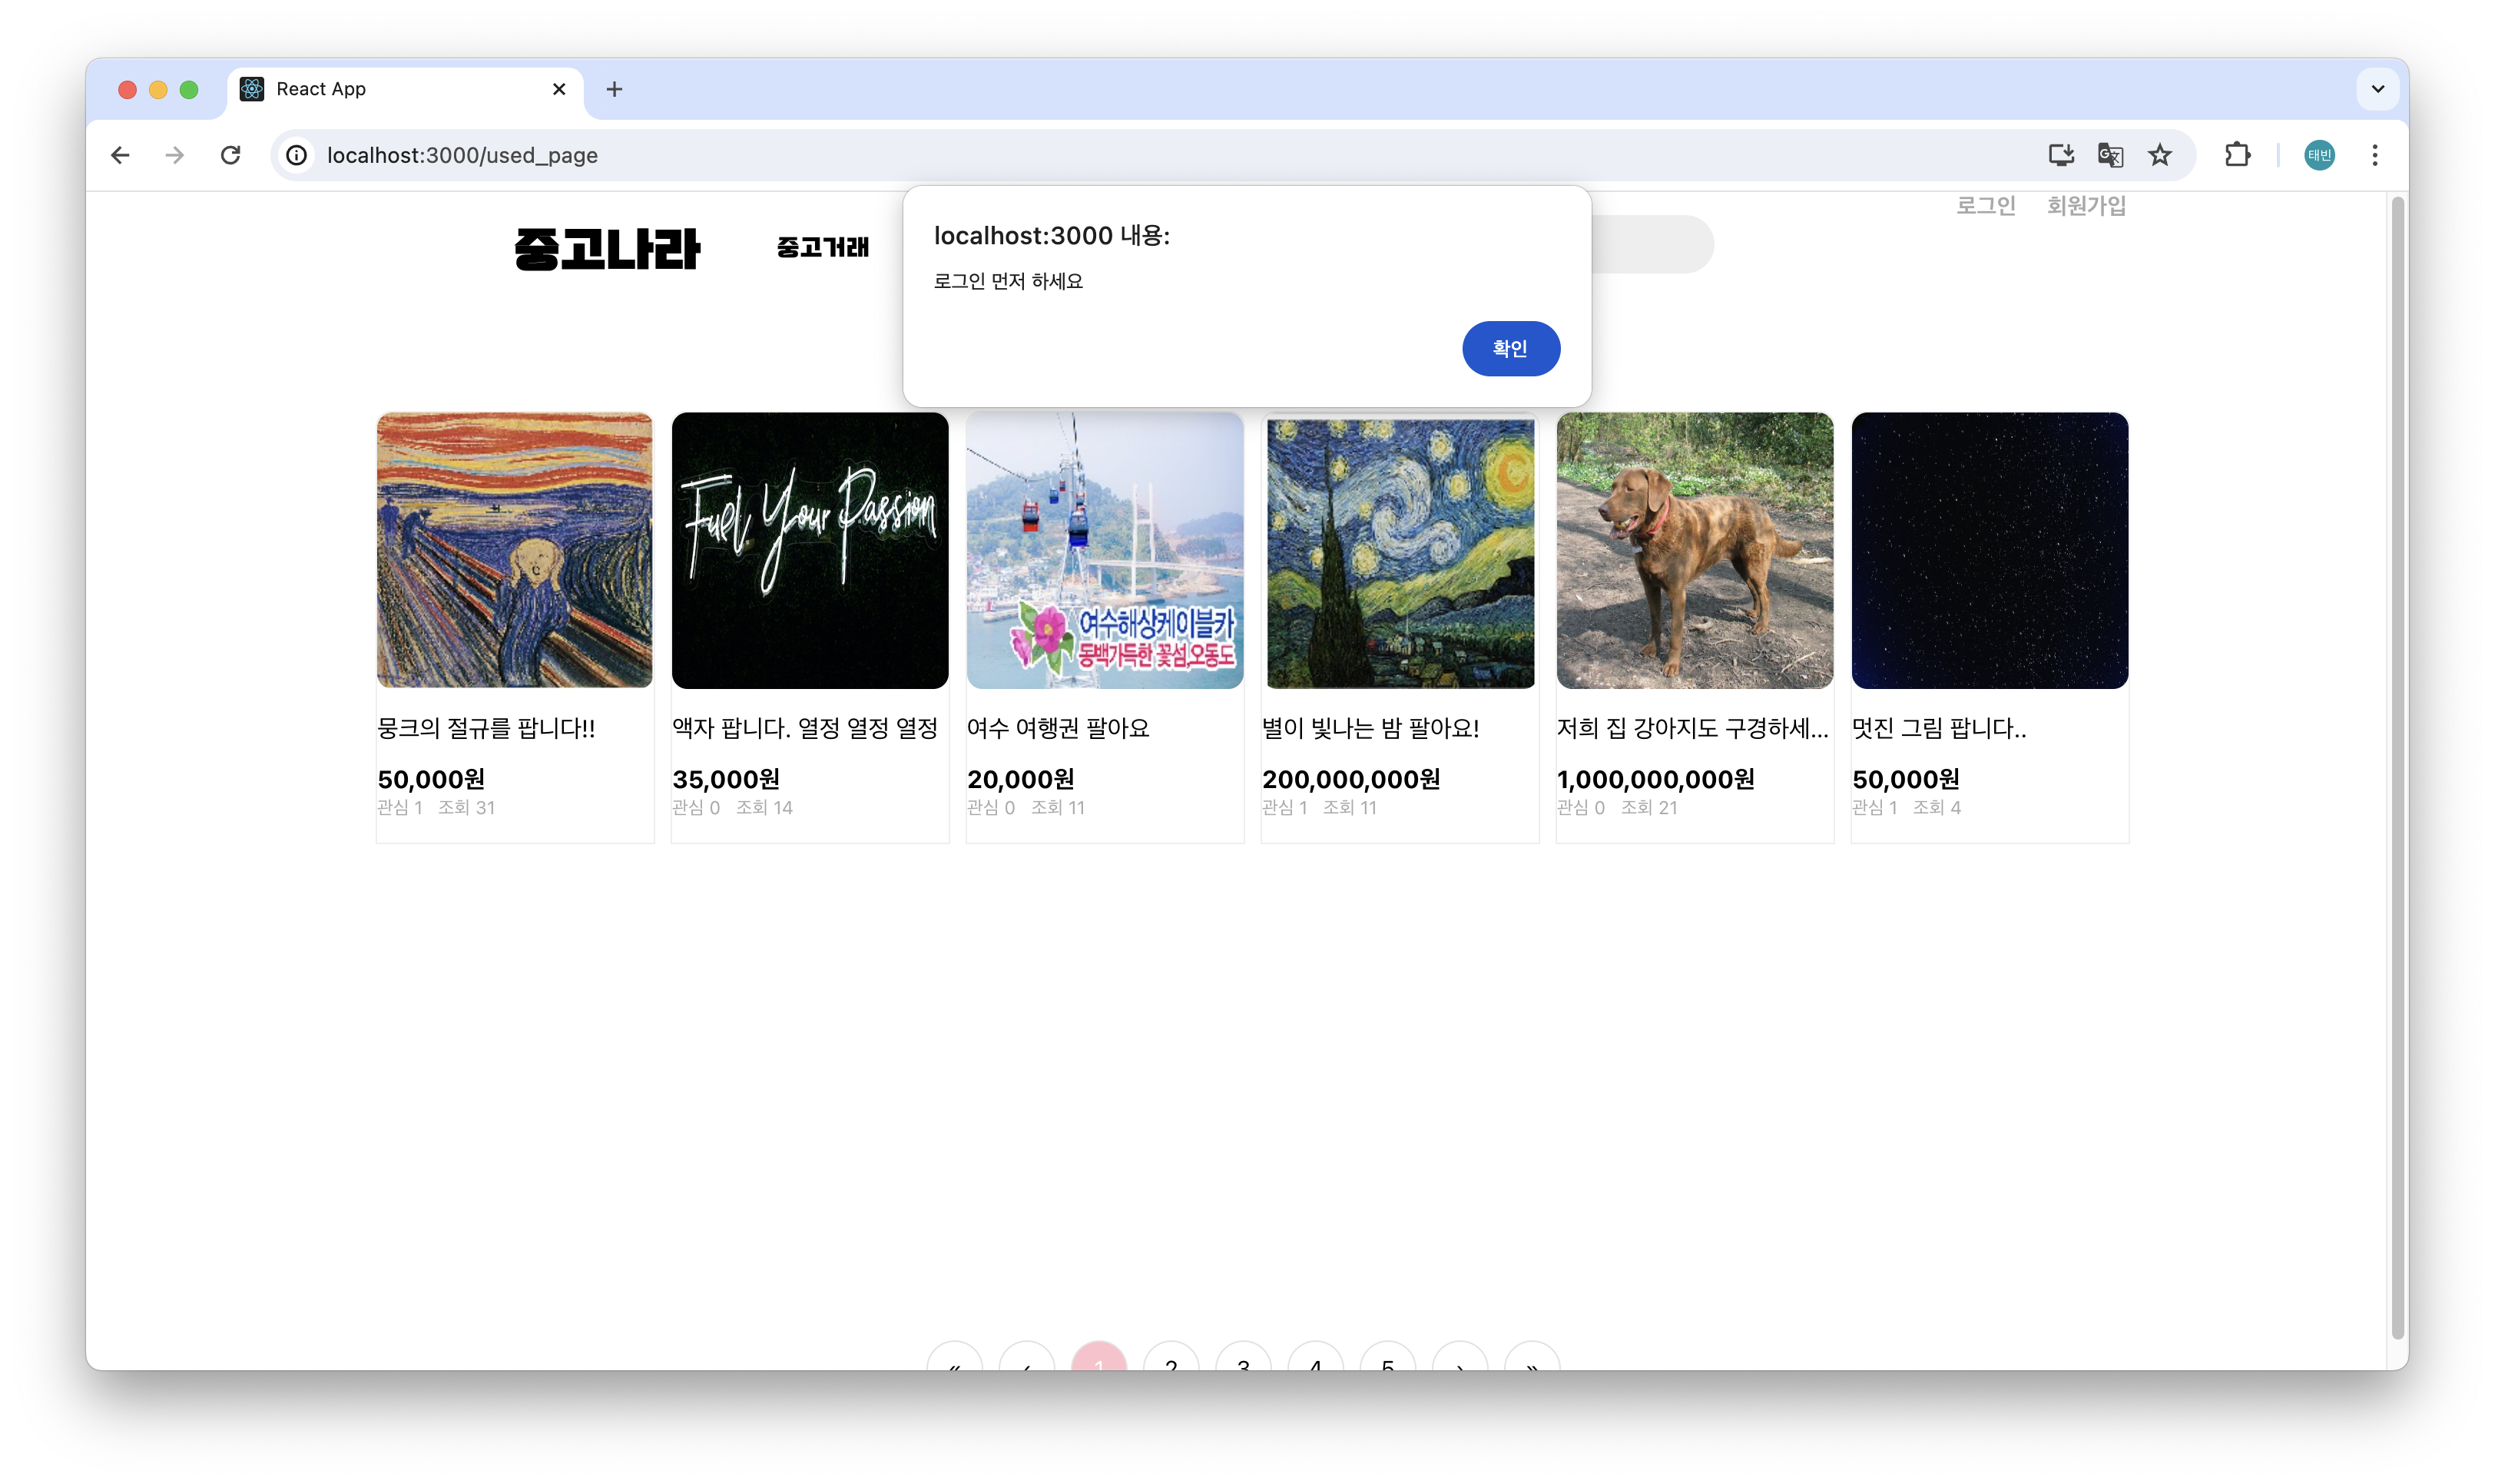 React App
localhost:3000/used_page
태빈
로그인 회원가입
중고나라 중고거래
localhost:3000 내용:
로그인 먼저 하세요
확인
Fuel Your Passion
여수해상케이블카
동백가득한 꽃섬,오동도
뭉크의 절규를 팝니다!!
50,000원
관심 1 조회 31
액자 팝니다. 열정 열정 열정
35,000원
관심 0 조회 14
여수 여행권 팔아요
20,000원
관심 0 조회 11
별이 빛나는 밤 팔아요!
200,000,000원
관심 1 조회 11
저희 집 강아지도 구경하세...
1,000,000,000원
관심 0 조회 21
멋진 그림 팝니다..
50,000원
관심 1 조회 4
« ‹ 1 2 3 4 5 › »